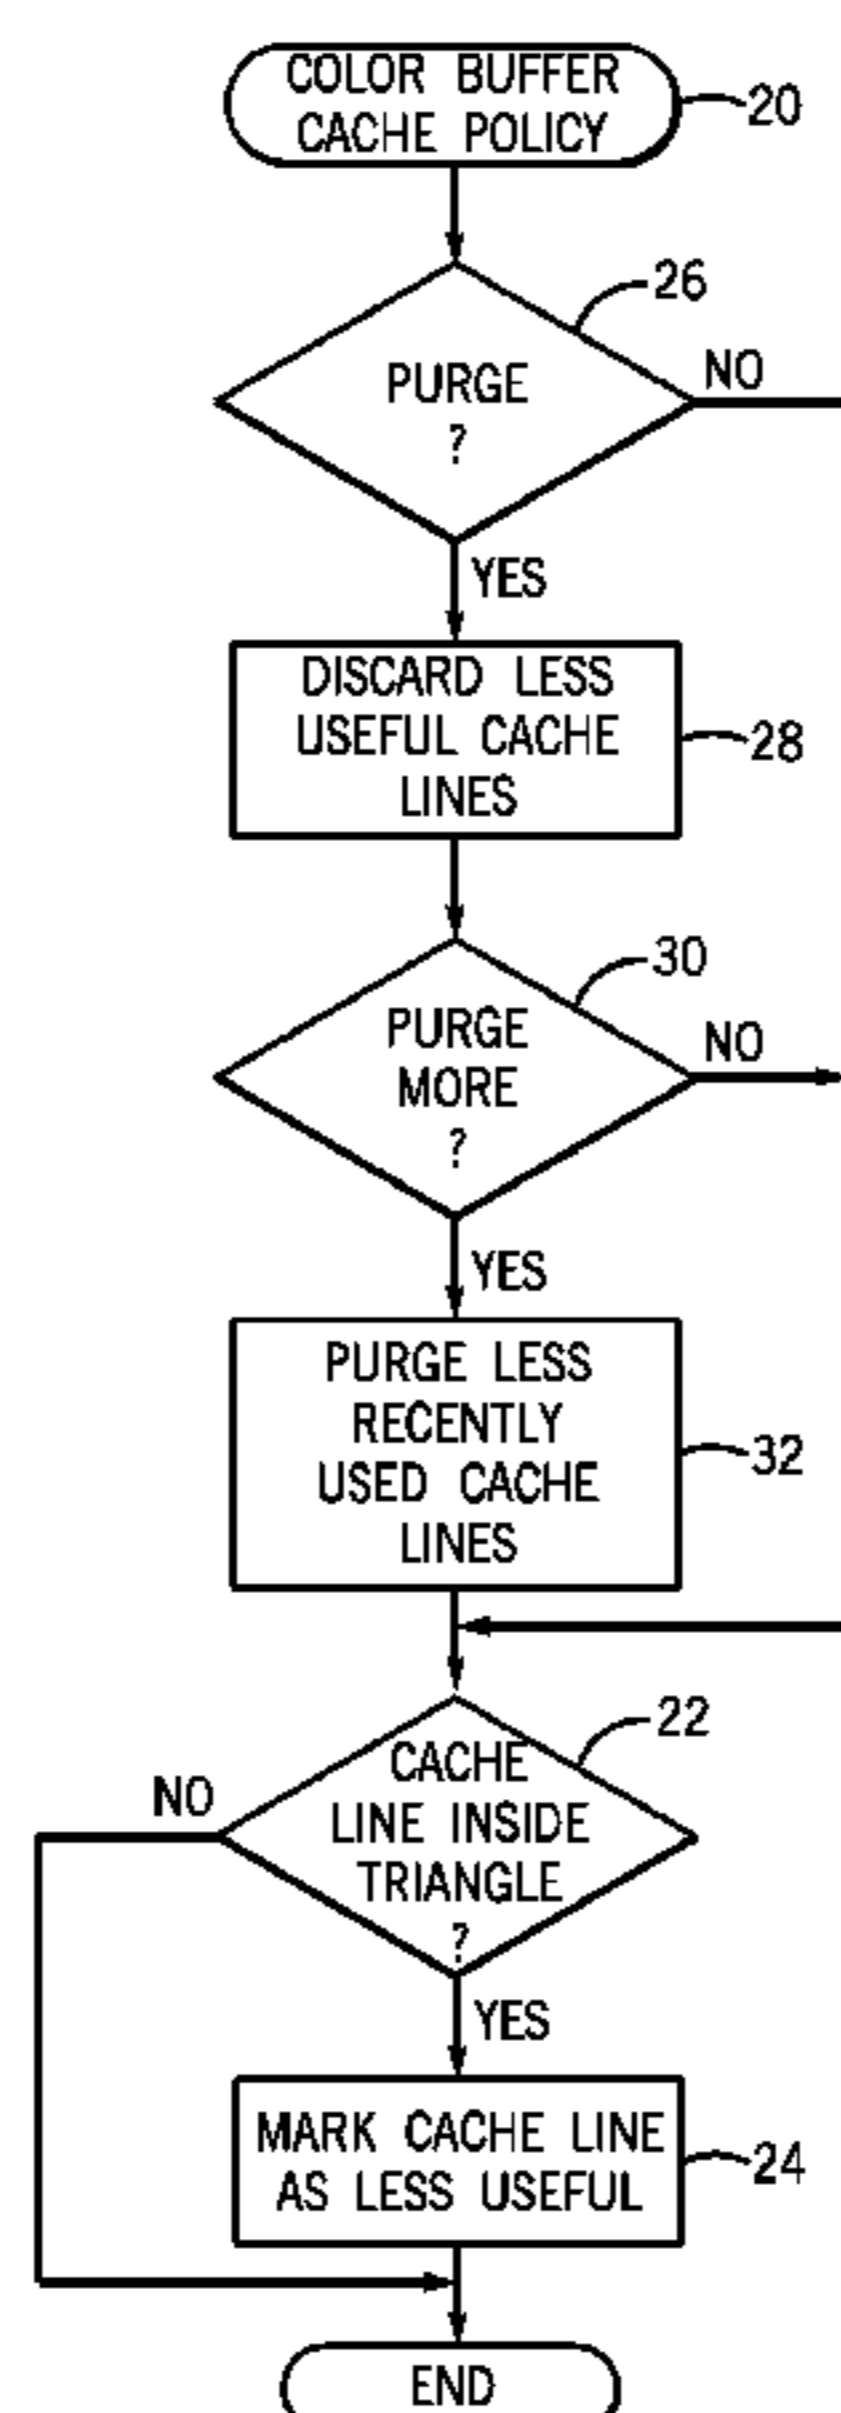 COLOR BUFFER
CACHE POLICY
20
26
PURGE
?
NO
YES
DISCARD LESS
USEFUL CACHE
LINES
28
30
PURGE
MORE
?
NO
YES
PURGE LESS
RECENTLY
USED CACHE
LINES
32
22
CACHE
LINE INSIDE
TRIANGLE
?
NO
YES
MARK CACHE LINE
AS LESS USEFUL
24
END